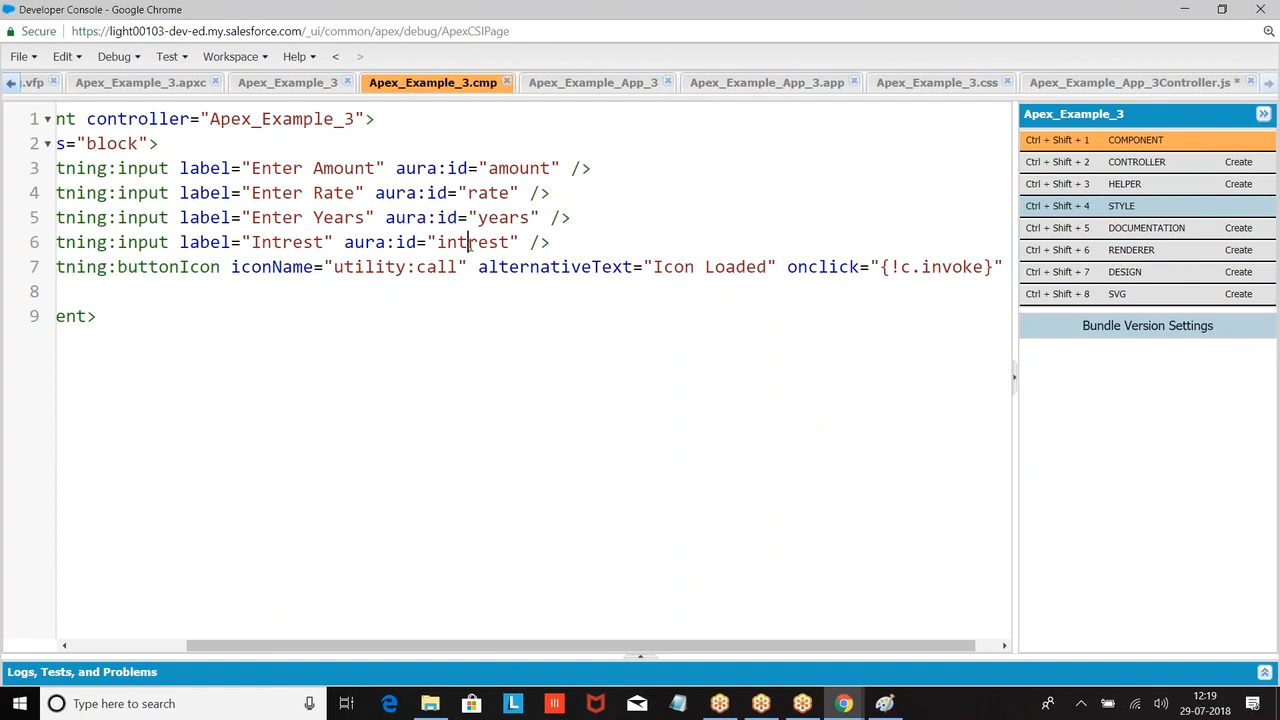 Developer Console - Google Chrome
Secure https://light00103-dev-ed.my.salesforce.com/_ui/common/apex/debug/ApexCSIPage
File Edit Debug Test Workspace Help < >
.vfp Apex_Example_3.apxc Apex_Example_3 Apex_Example_3.cmp Apex_Example_App_3 Apex_Example_App_3.app Apex_Example_3.css Apex_Example_App_3Controller.js *
1 nt controller="Apex_Example_3">
2 s="block">
3 tning:input label="Enter Amount" aura:id="amount" />
4 tning:input label="Enter Rate" aura:id="rate" />
5 tning:input label="Enter Years" aura:id="years" />
6 tning:input label="Intrest" aura:id="intrest" />
7 tning:buttonIcon iconName="utility:call" alternativeText="Icon Loaded" onclick="{!c.invoke}"
8
9 ent>
Apex_Example_3
Ctrl + Shift + 1 COMPONENT
Ctrl + Shift + 2 CONTROLLER Create
Ctrl + Shift + 3 HELPER Create
Ctrl + Shift + 4 STYLE
Ctrl + Shift + 5 DOCUMENTATION Create
Ctrl + Shift + 6 RENDERER Create
Ctrl + Shift + 7 DESIGN Create
Ctrl + Shift + 8 SVG Create
Bundle Version Settings
Logs, Tests, and Problems
Type here to search
12:19
29-07-2018